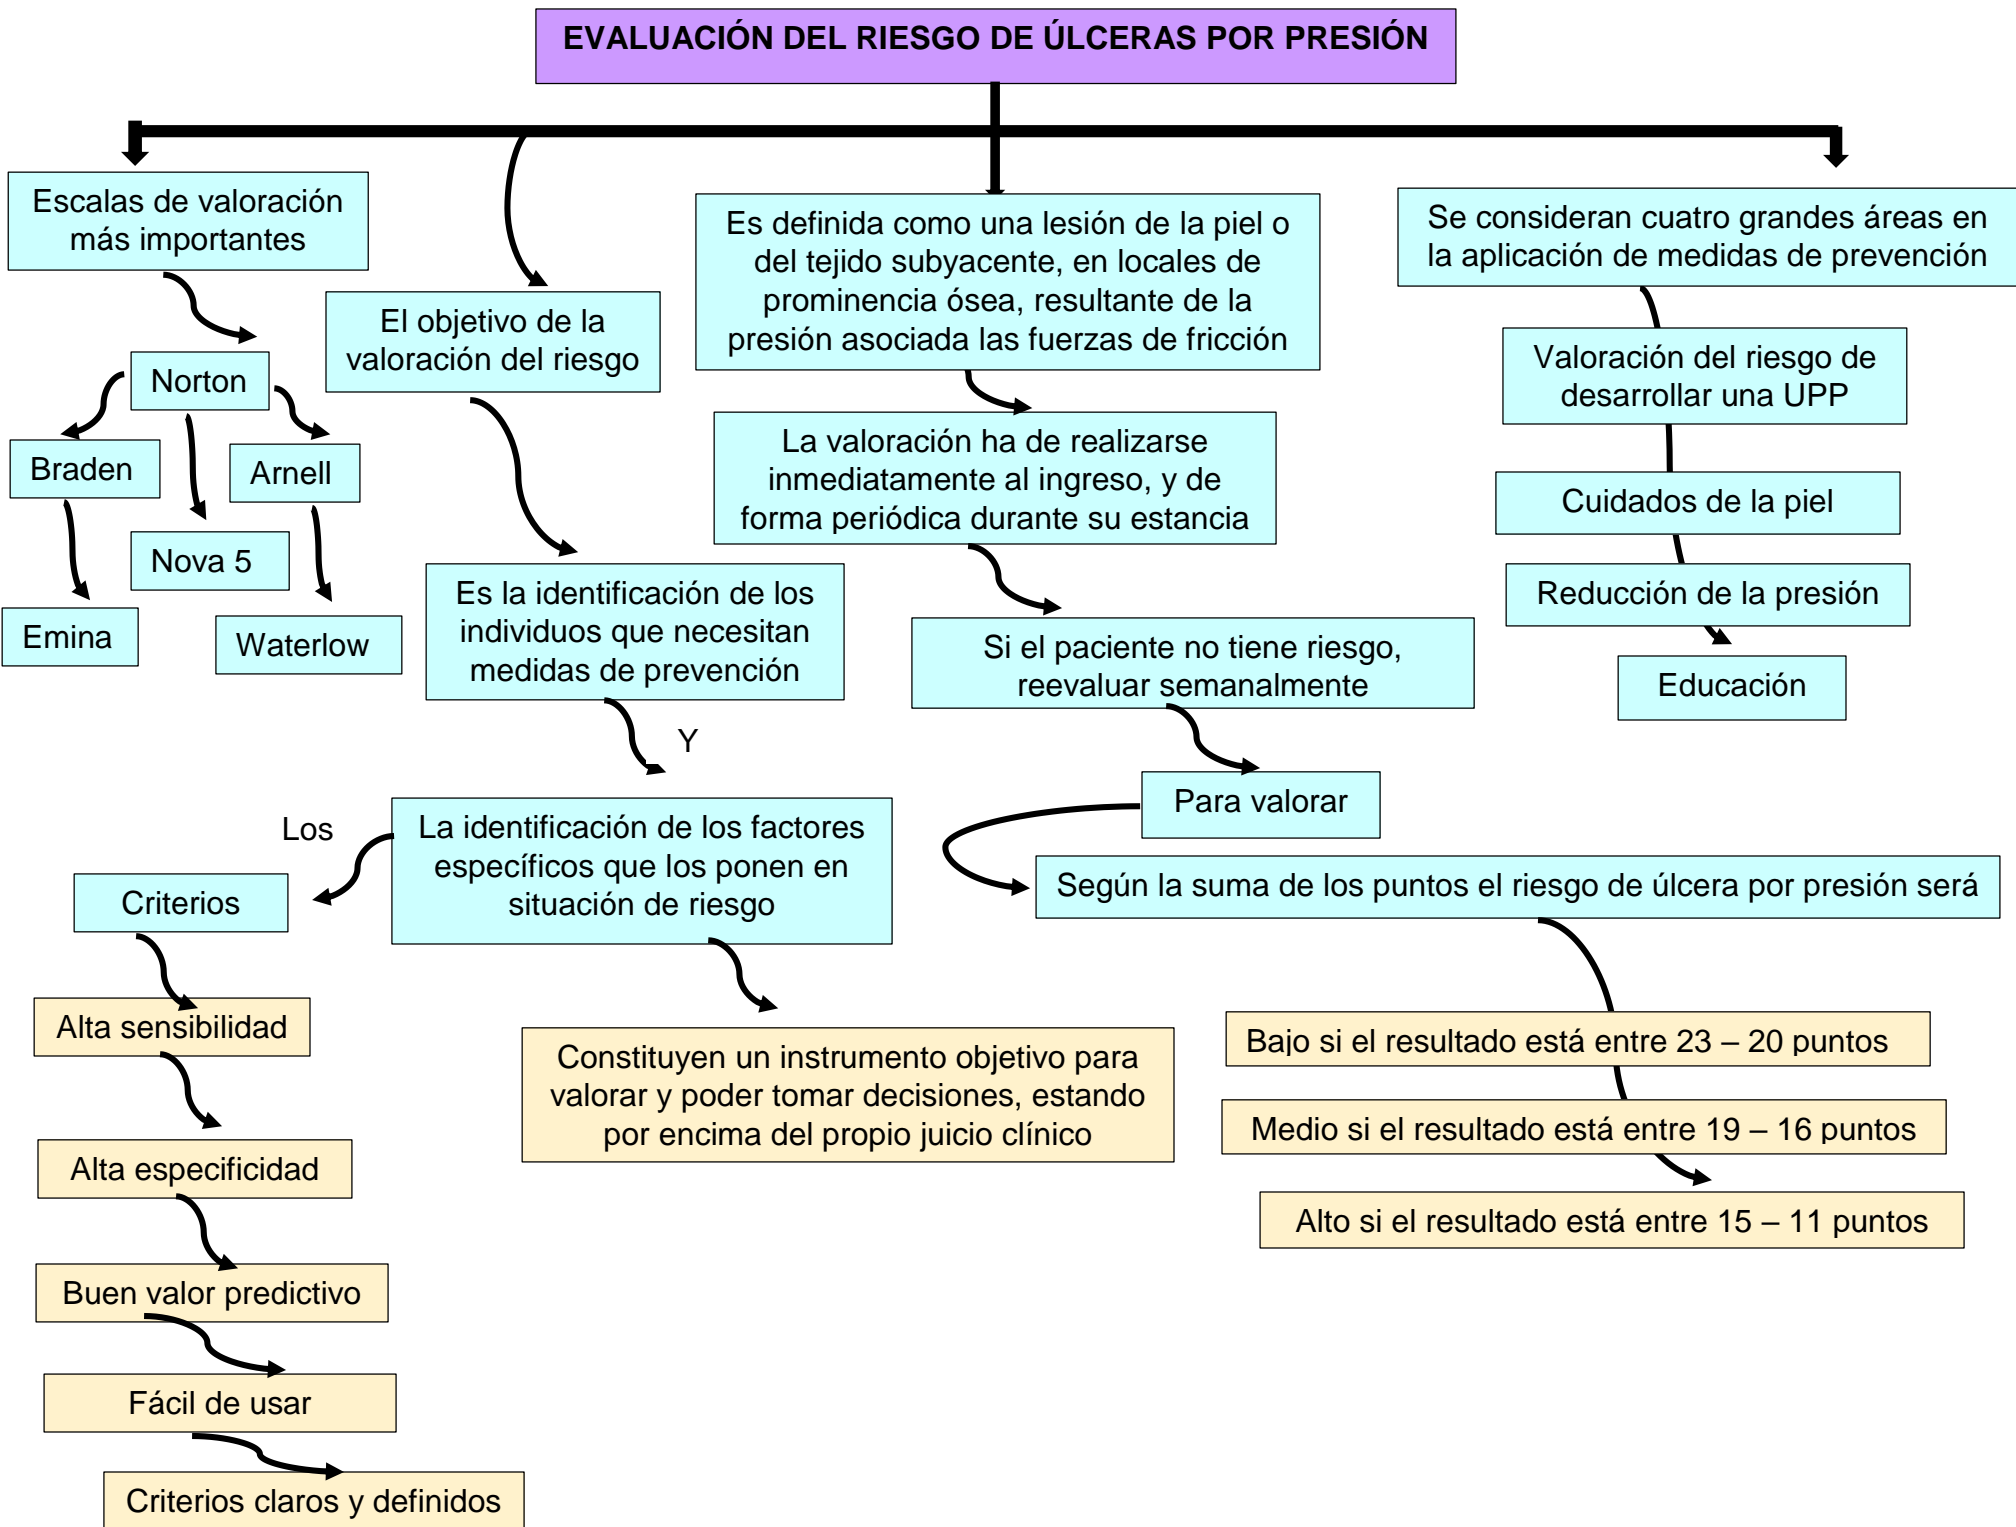 EVALUACIÓN DEL RIESGO DE ÚLCERAS POR PRESIÓN
Escalas de valoración
más importantes
Norton
Braden
Arnell
Nova 5
Emina
Waterlow
El objetivo de la
valoración del riesgo
Es la identificación de los
individuos que necesitan
medidas de prevención
Y
La identificación de los factores
específicos que los ponen en
situación de riesgo
Los
Criterios
Alta sensibilidad
Alta especificidad
Buen valor predictivo
Fácil de usar
Criterios claros y definidos
Constituyen un instrumento objetivo para
valorar y poder tomar decisiones, estando
por encima del propio juicio clínico
Es definida como una lesión de la piel o
del tejido subyacente, en locales de
prominencia ósea, resultante de la
presión asociada las fuerzas de fricción
La valoración ha de realizarse
inmediatamente al ingreso, y de
forma periódica durante su estancia
Si el paciente no tiene riesgo,
reevaluar semanalmente
Para valorar
Según la suma de los puntos el riesgo de úlcera por presión será
Bajo si el resultado está entre 23 – 20 puntos
Medio si el resultado está entre 19 – 16 puntos
Alto si el resultado está entre 15 – 11 puntos
Se consideran cuatro grandes áreas en
la aplicación de medidas de prevención
Valoración del riesgo de
desarrollar una UPP
Cuidados de la piel
Reducción de la presión
Educación